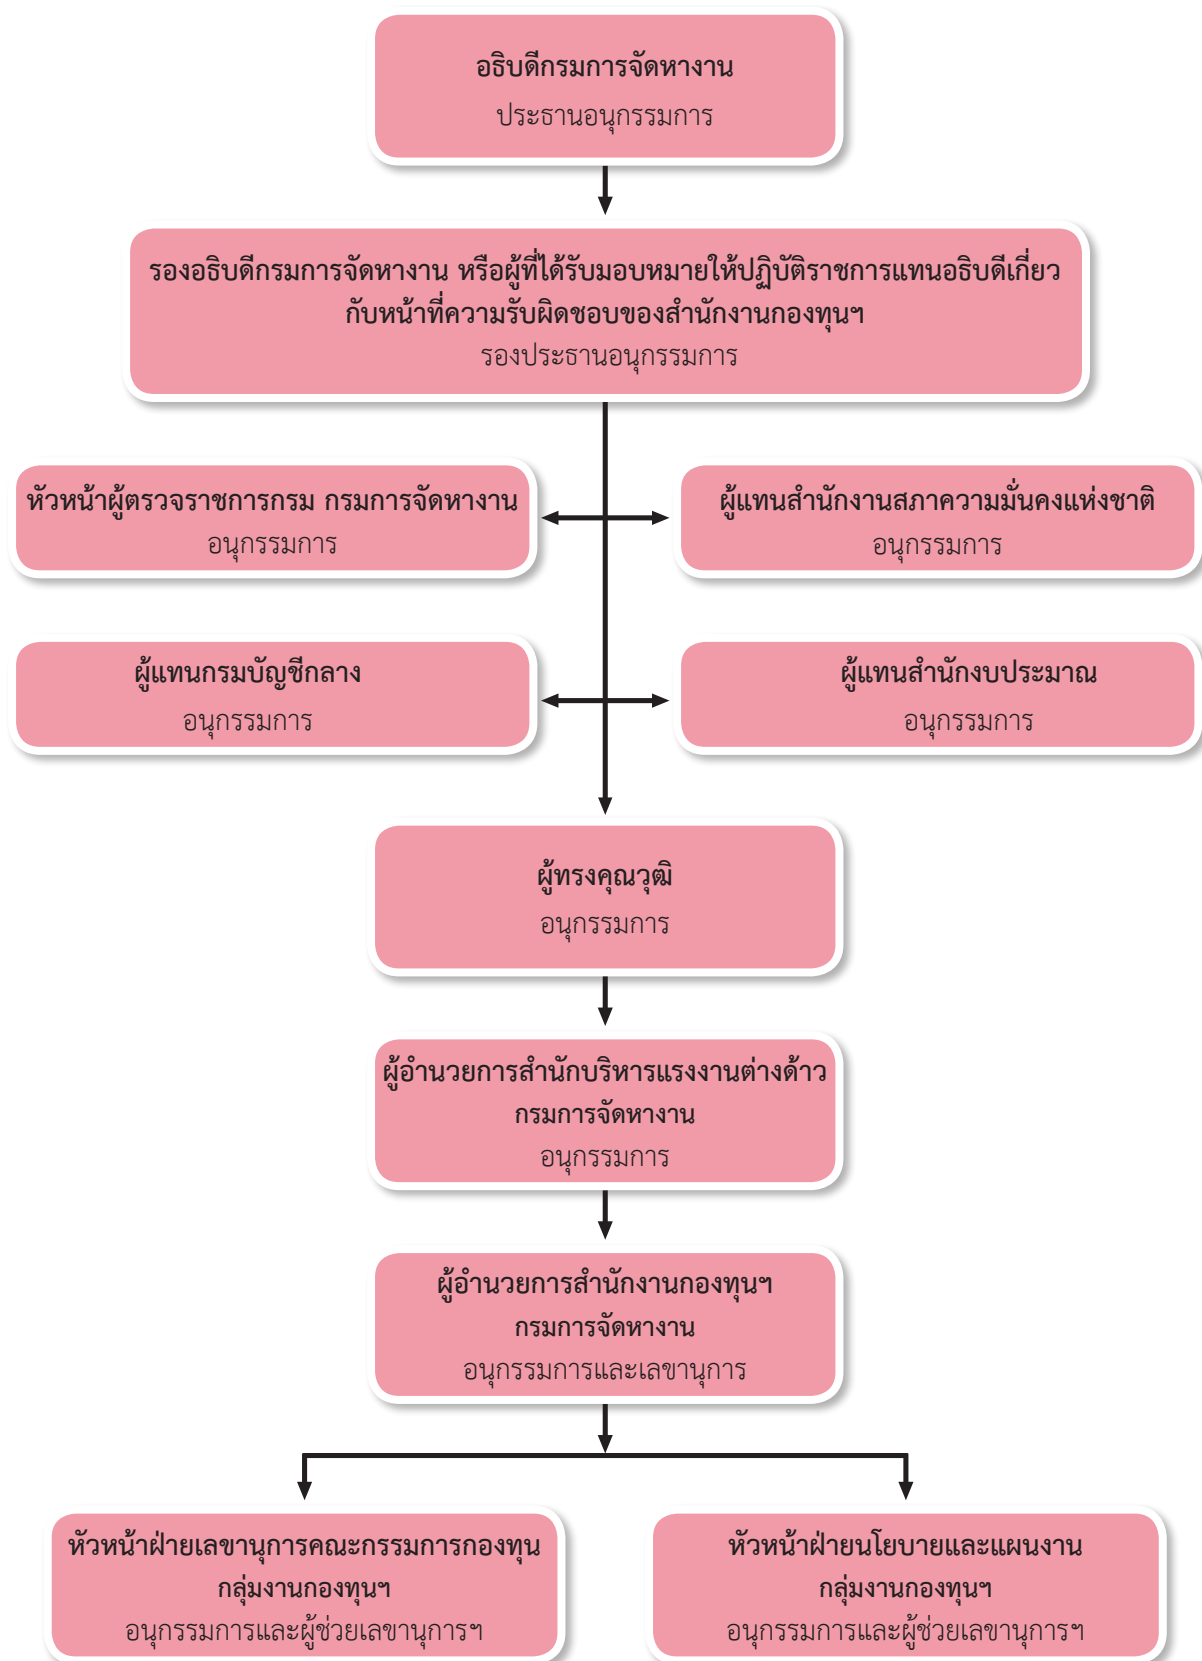 อธิบดีกรมการจัดหางาน
ประธานอนุกรรมการ
รองอธิบดีกรมการจัดหางาน หรือผู้ที่ได้รับมอบหมายให้ปฏิบัติราชการแทนอธิบดีเกี่ยว
กับหน้าที่ความรับผิดชอบของสำนักงานกองทุนฯ
รองประธานอนุกรรมการ
หัวหน้าผู้ตรวจราชการกรม กรมการจัดหางาน
อนุกรรมการ
ผู้แทนสำนักงานสภาความมั่นคงแห่งชาติ
อนุกรรมการ
ผู้แทนกรมบัญชีกลาง
อนุกรรมการ
ผู้แทนสำนักงบประมาณ
อนุกรรมการ
ผู้ทรงคุณวุฒิ
อนุกรรมการ
ผู้อำนวยการสำนักบริหารแรงงานต่างด้าว
กรมการจัดหางาน
อนุกรรมการ
ผู้อำนวยการสำนักงานกองทุนฯ
กรมการจัดหางาน
อนุกรรมการและเลขานุการ
หัวหน้าฝ่ายเลขานุการคณะกรรมการกองทุน
กลุ่มงานกองทุนฯ
อนุกรรมการและผู้ช่วยเลขานุการฯ
หัวหน้าฝ่ายนโยบายและแผนงาน
กลุ่มงานกองทุนฯ
อนุกรรมการและผู้ช่วยเลขานุการฯ